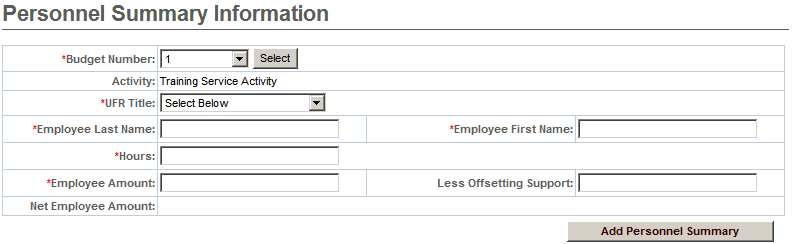 Personnel Summary Information
*Budget Number: 1 Select
Activity: Training Service Activity
*UFR Title: Select Below
*Employee Last Name: *Employee First Name:
*Hours:
*Employee Amount: Less Offsetting Support:
Net Employee Amount:
Add Personnel Summary